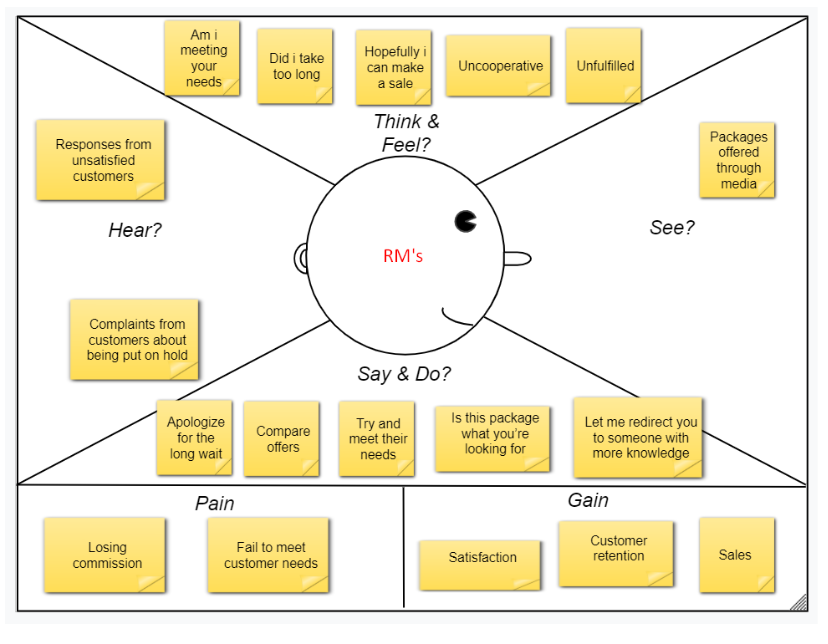 Am i
meeting
your
needs
Did i take
too long
Hopefully i
can make
a sale
Uncooperative
Unfulfilled
Think &
Feel?
Responses from
unsatisfied
customers
Packages
offered
through
media
Hear?
See?
RM's
Complaints from
customers about
being put on hold
Say & Do?
Apologize
for the
long wait
Compare
offers
Try and
meet their
needs
Is this package
what you're
looking for
Let me redirect you
to someone with
more knowledge
Pain
Gain
Losing
commission
Fail to meet
customer needs
Satisfaction
Customer
retention
Sales